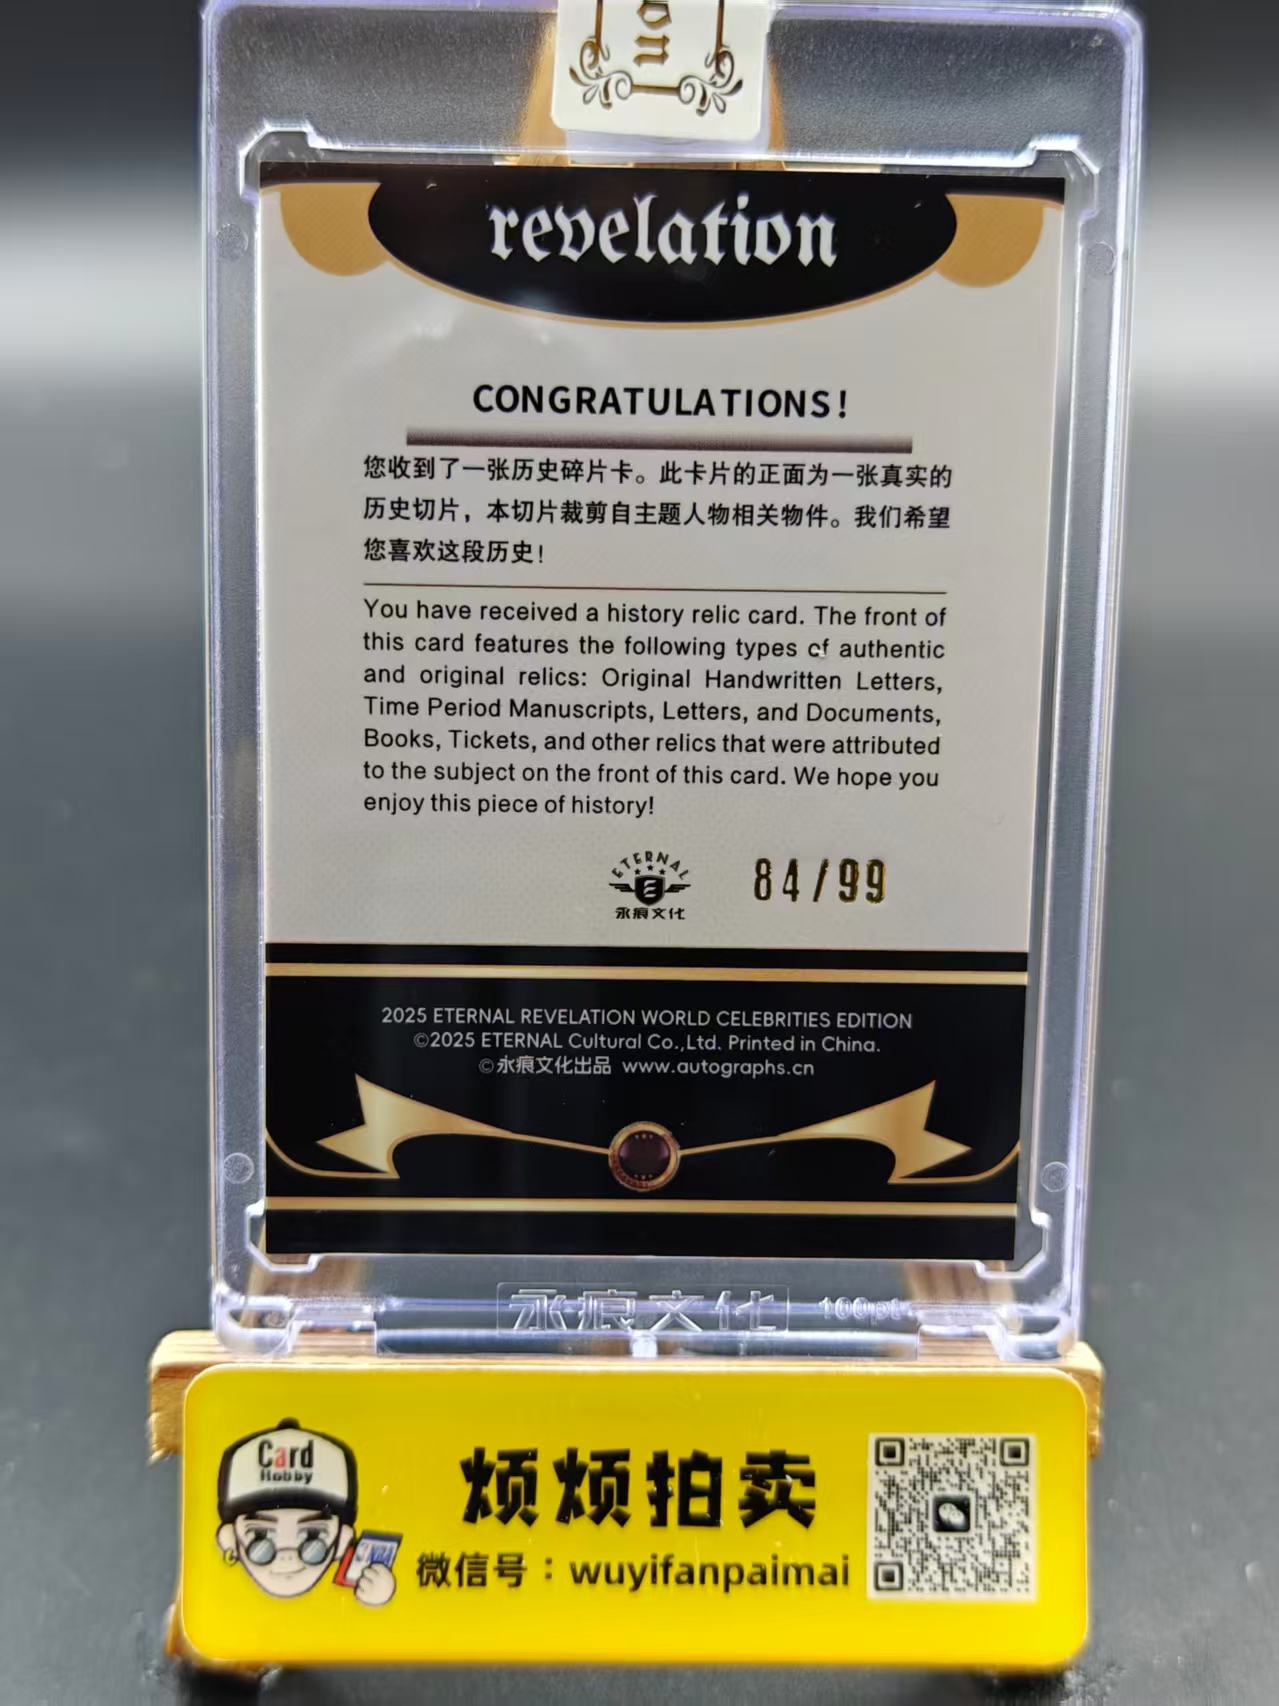 on
revelation
CONGRATULATIONS!
您收到了一张历史碎片卡。此卡片的正面为一张真实的
历史切片，本切片裁剪自主题人物相关物件。我们希望
您喜欢这段历史！
You have received a history relic card. The front of
this card features the following types of authentic
and original relics: Original Handwritten Letters,
Time Period Manuscripts, Letters, and Documents,
Books, Tickets, and other relics that were attributed
to the subject on the front of this card. We hope you
enjoy this piece of history!
ETERNAL
永痕文化
84/99
2025 ETERNAL REVELATION WORLD CELEBRITIES EDITION
©2025 ETERNAL Cultural Co.,Ltd. Printed in China.
©永痕文化出品 www.autographs.cn
永痕文化 100pt
Card
Hobby
烦烦拍卖
微信号：wuyifanpaimai